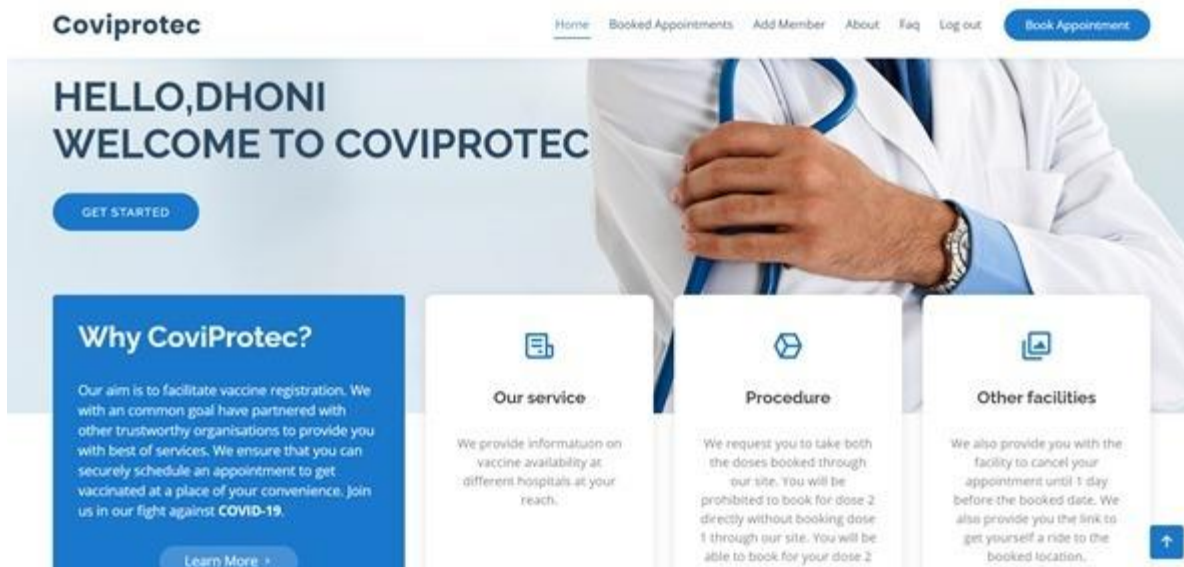 Coviprotec
Home Booked Appointments Add Member About Faq Log out Book Appointment
HELLO,DHONI
WELCOME TO COVIPROTEC
GET STARTED
Why CoviProtec?
Our aim is to facilitate vaccine registration. We
with an common goal have partnered with
other trustworthy organisations to provide you
with best of services. We ensure that you can
securely schedule an appointment to get
vaccinated at a place of your convenience. Join
us in our fight against COVID-19.
Learn More >
Our service
We provide informatuon on
vaccine availability at
different hospitals at your
reach.
Procedure
We request you to take both
the doses booked through
our site. You will be
prohibited to book for dose 2
directly without booking dose
1 through our site. You will be
able to book for your dose 2
Other facilities
We also provide you with the
facility to cancel your
appointment until 1 day
before the booked date. We
also provide you the link to
get yourself a ride to the
booked location.